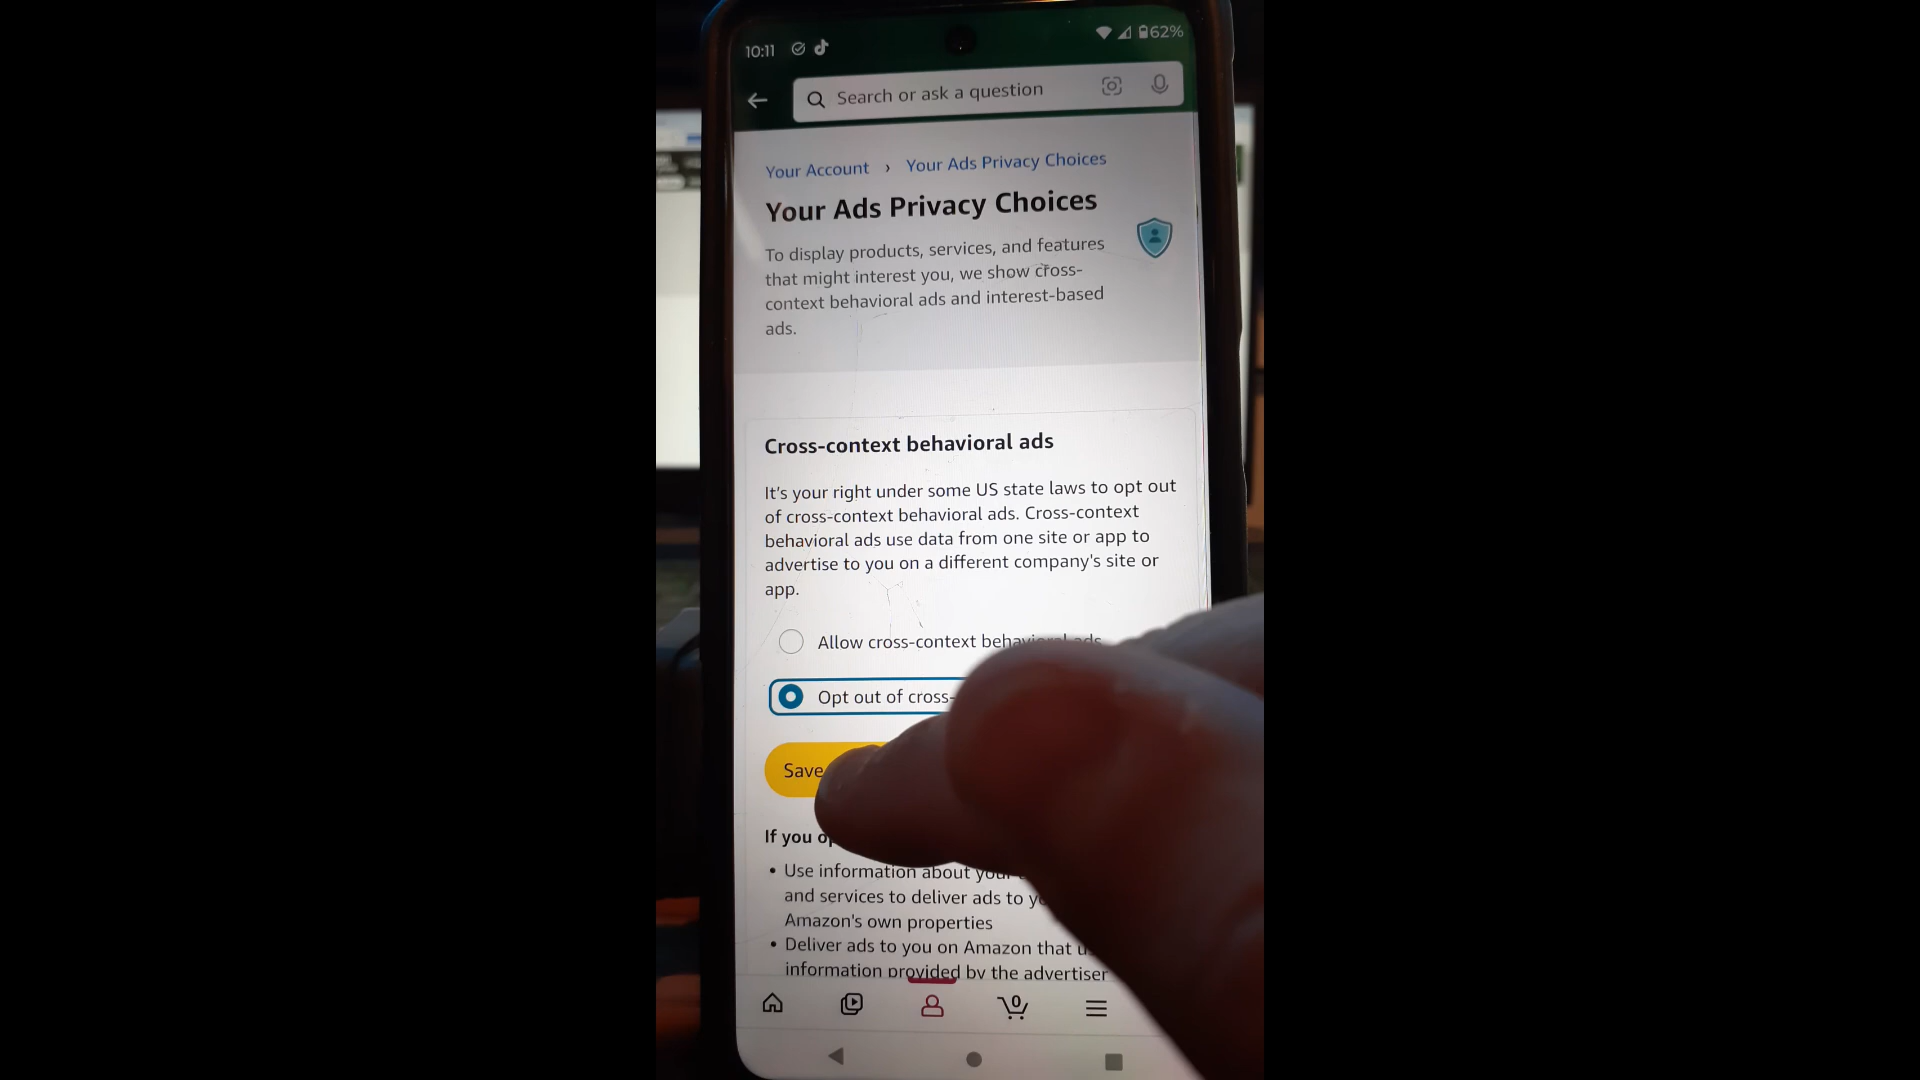 10:11 62%
Search or ask a question
Your Account › Your Ads Privacy Choices
Your Ads Privacy Choices
To display products, services, and features
that might interest you, we show cross-
context behavioral ads and interest-based
ads.
Cross-context behavioral ads
It's your right under some US state laws to opt out
of cross-context behavioral ads. Cross-context
behavioral ads use data from one site or app to
advertise to you on a different company's site or
app.
Allow cross-context behavioral ads
Opt out of cross-
Save
If you
• Use information about your
and services to deliver ads to
Amazon's own properties
• Deliver ads to you on Amazon that
information provided by the advertiser
0